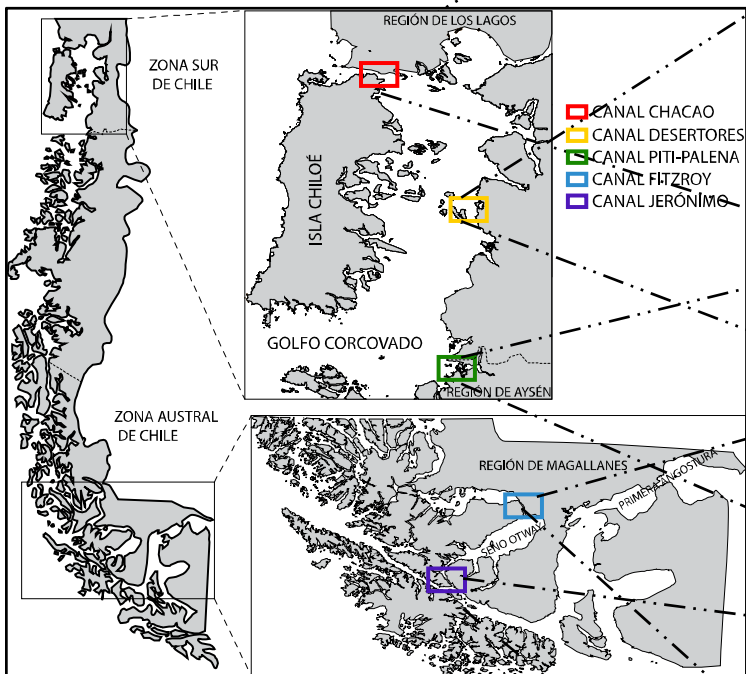 REGIÓN DE LOS LAGOS
ZONA SUR
DE CHILE
CANAL CHACAO
CANAL DESERTORES
CANAL PITI-PALENA
CANAL FITZROY
CANAL JERÓNIMO
ISLA CHILOÉ
GOLFO CORCOVADO
REGIÓN DE AYSÉN
ZONA AUSTRAL
DE CHILE
REGIÓN DE MAGALLANES
PRIMERA ANGOSTURA
SENO OTWAY